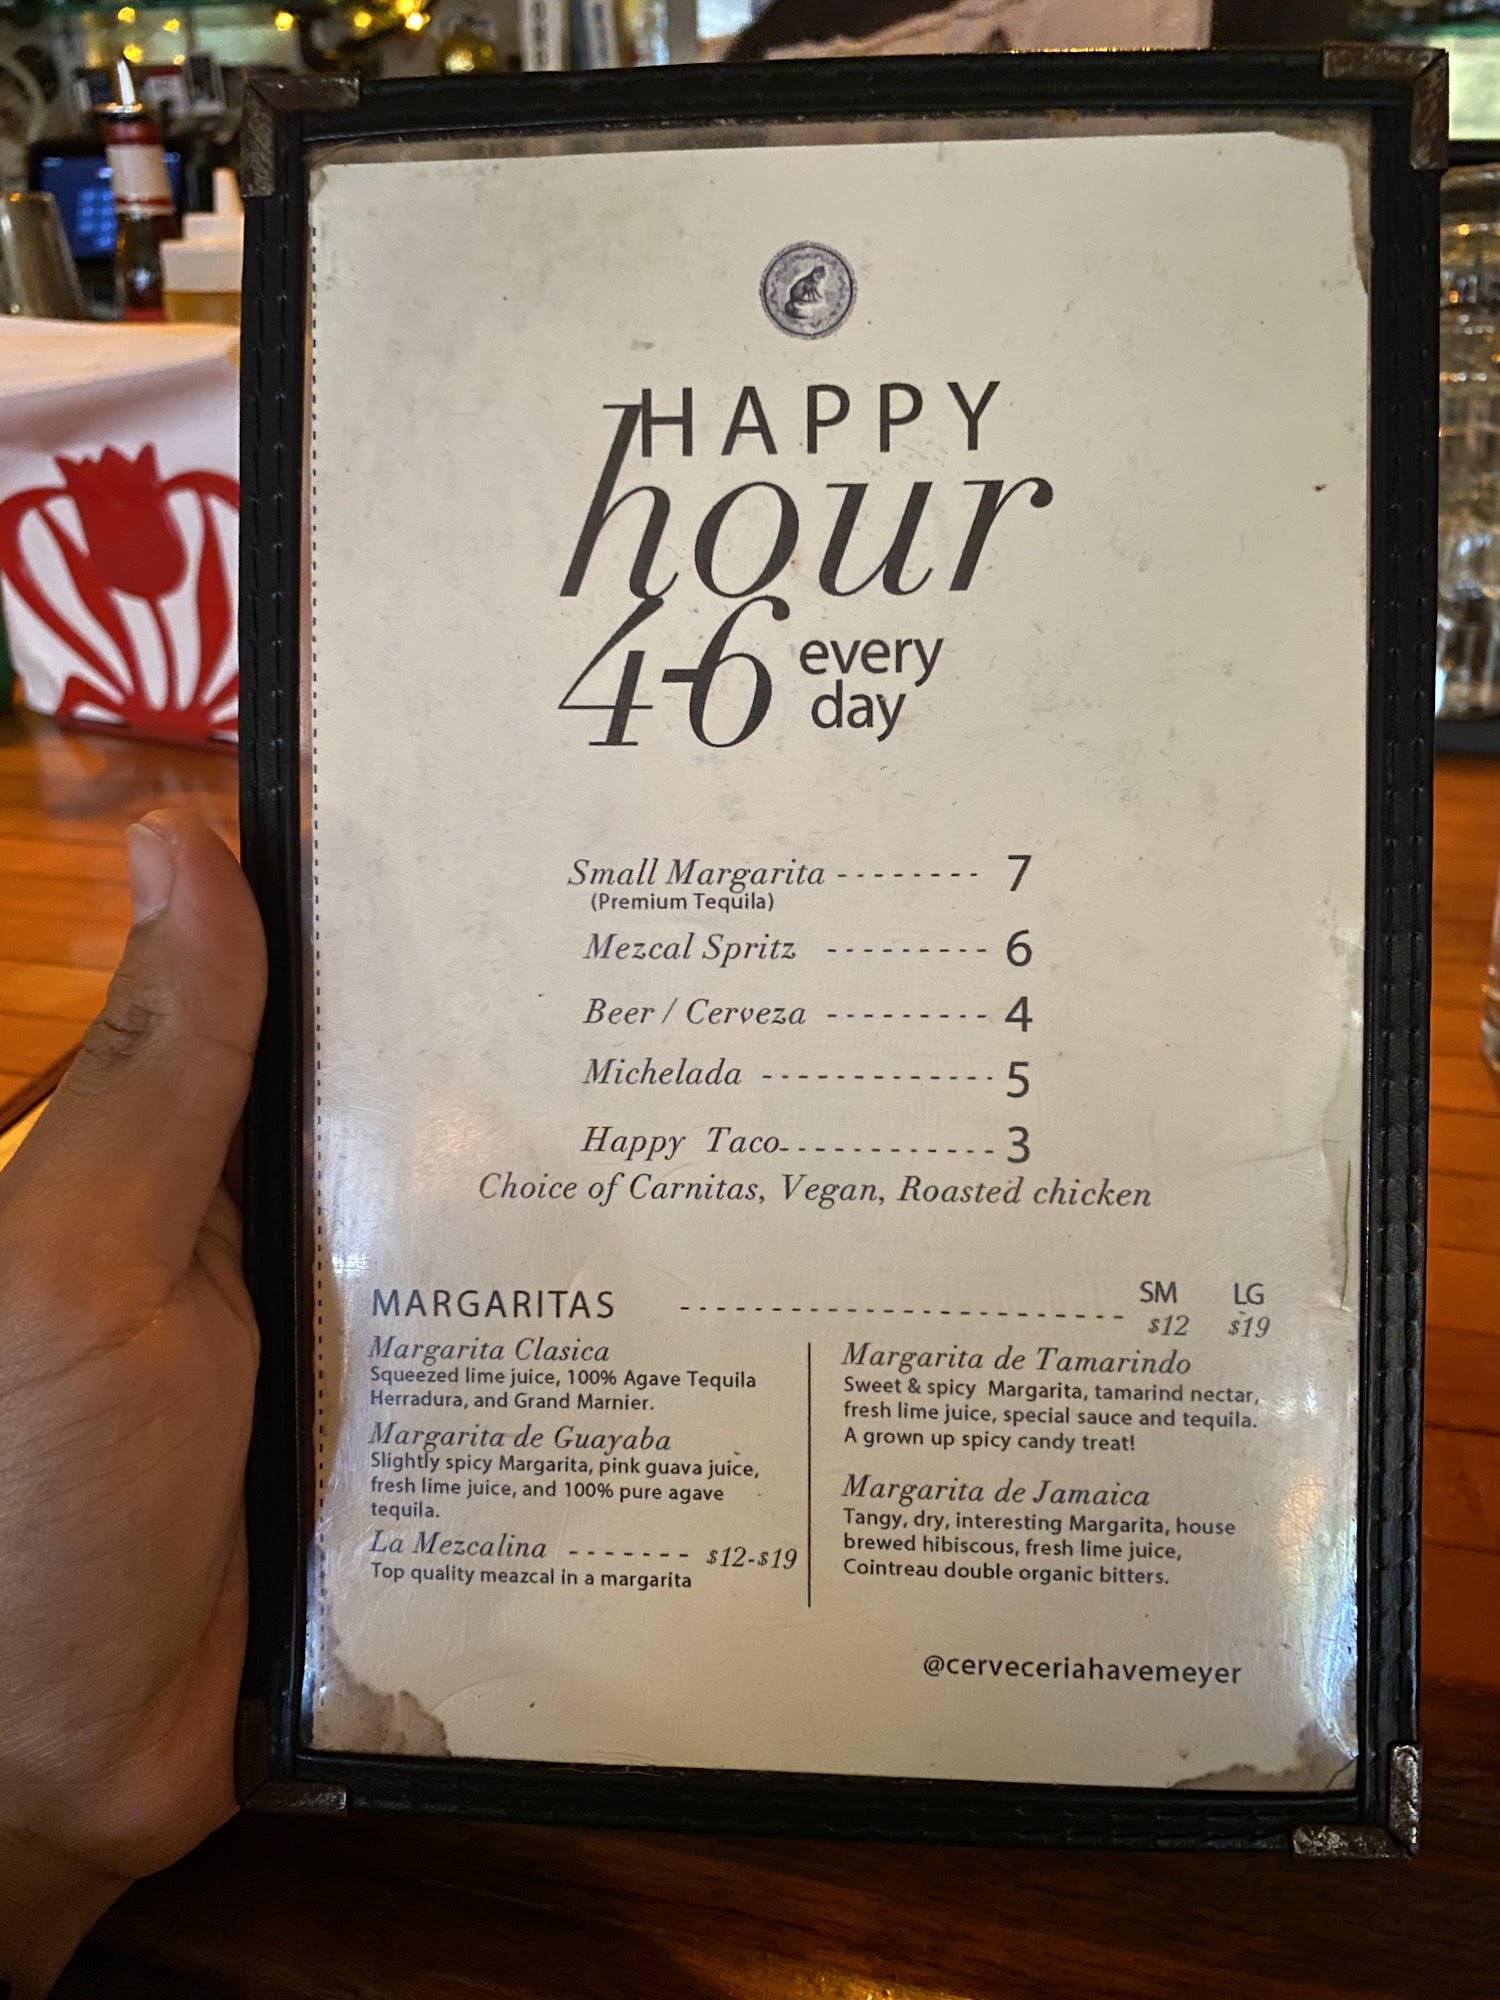 HAPPY
hour
4-6 every
day
Small Margarita -------- 7
(Premium Tequila)
Mezcal Spritz --------- 6
Beer / Cerveza --------- 4
Michelada ------------- 5
Happy Taco------------- 3
Choice of Carnitas, Vegan, Roasted chicken
MARGARITAS ------------------------- SM LG
$12 $19
Margarita Clasica
Squeezed lime juice, 100% Agave Tequila
Herradura, and Grand Marnier.
Margarita de Guayaba
Slightly spicy Margarita, pink guava juice,
fresh lime juice, and 100% pure agave
tequila.
La Mezcalina ------- $12-$19
Top quality meazcal in a margarita
Margarita de Tamarindo
Sweet & spicy Margarita, tamarind nectar,
fresh lime juice, special sauce and tequila.
A grown up spicy candy treat!
Margarita de Jamaica
Tangy, dry, interesting Margarita, house
brewed hibiscous, fresh lime juice,
Cointreau double organic bitters.
@cerveceriahavemeyer